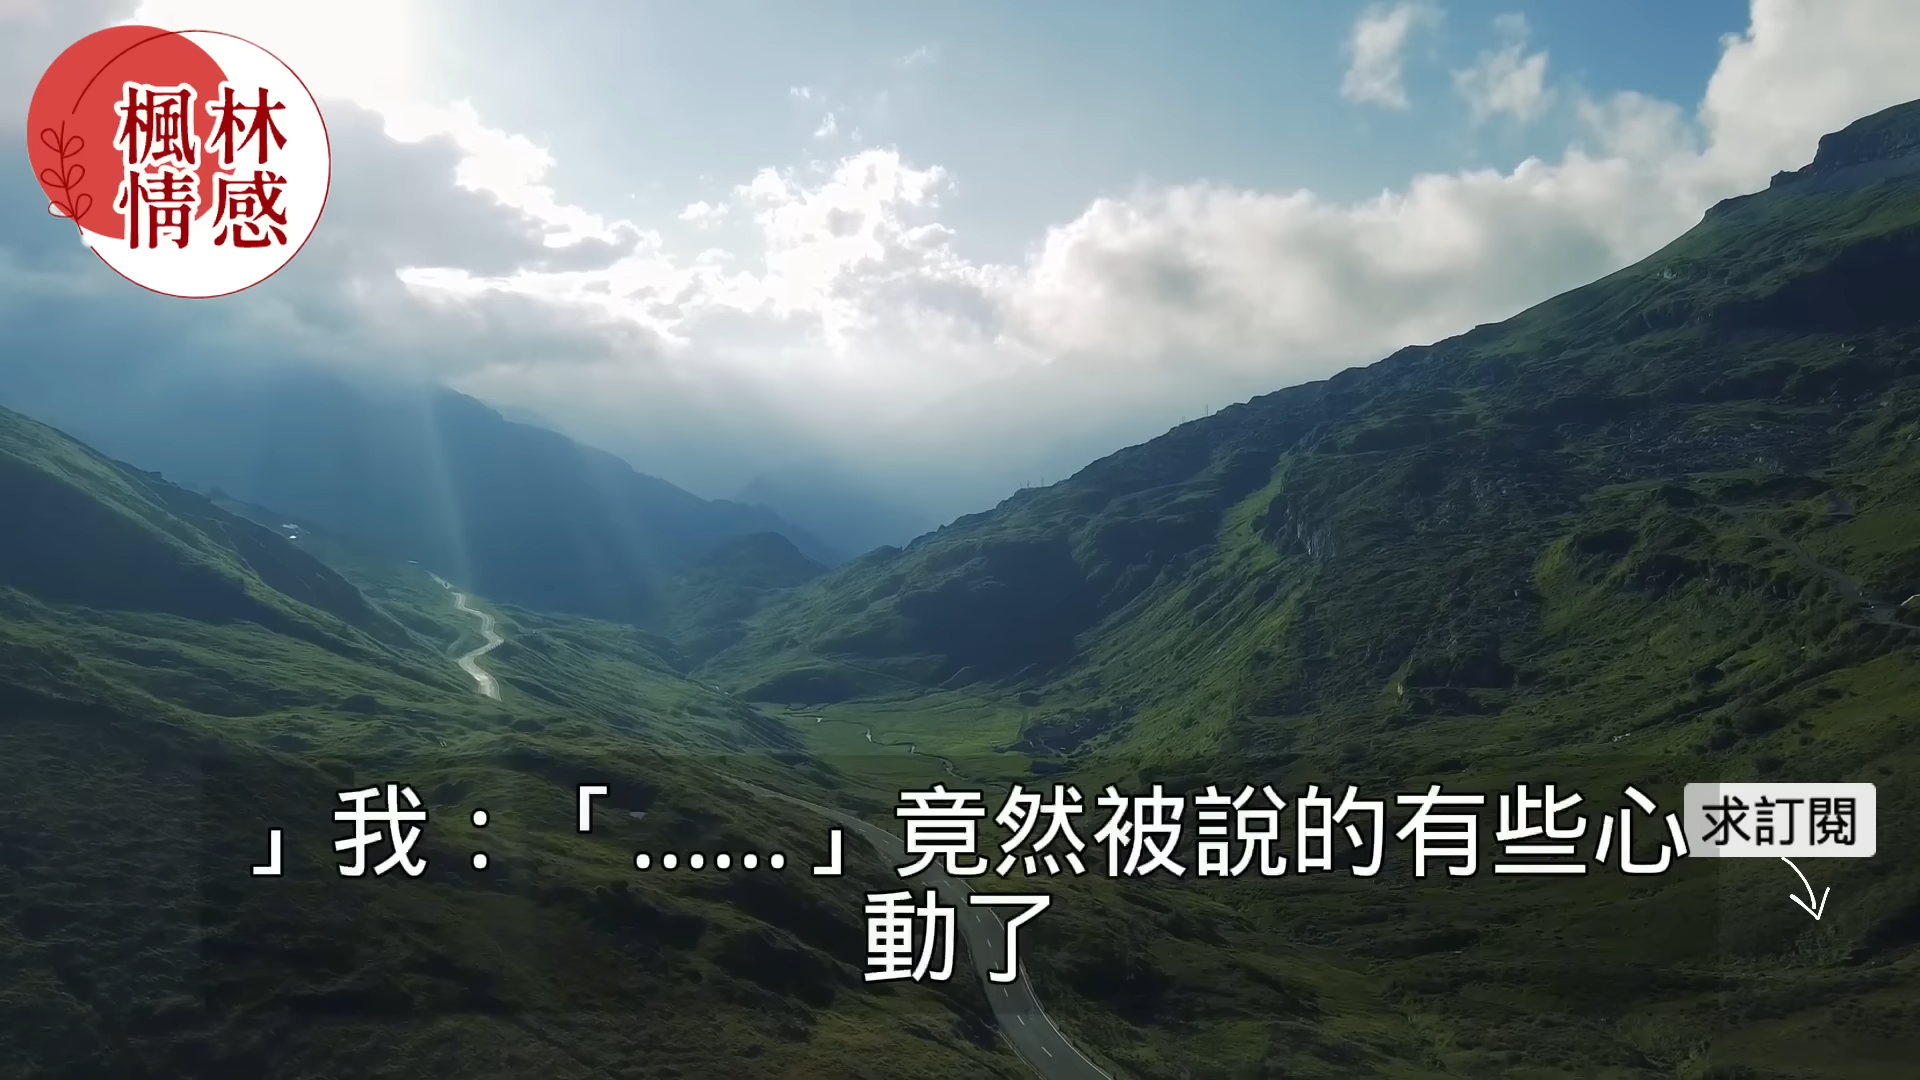 楓林
情感
」我：「......」竟然被說的有些心
動了
求訂閱